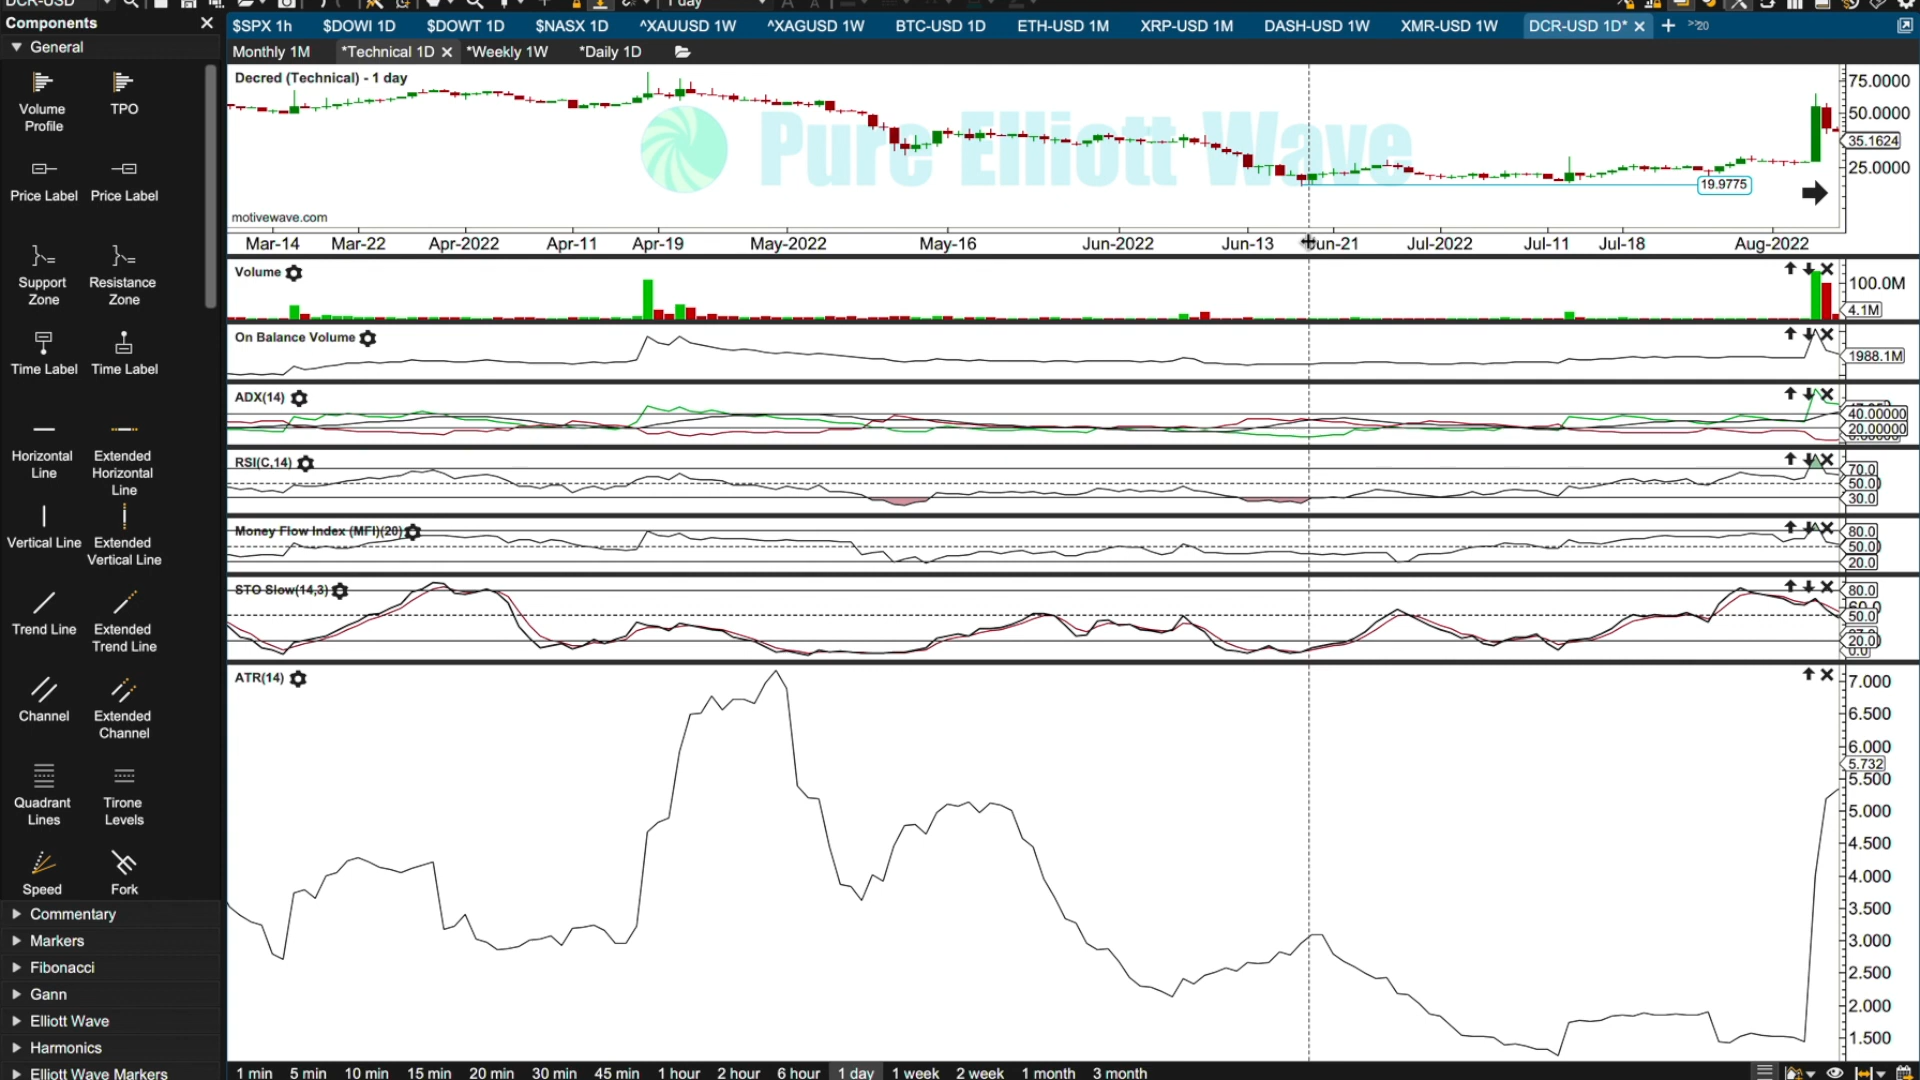 DCR-USD
1 day
Components
General
$SPX 1h
$DOWI 1D
$DOWT 1D
$NASX 1D
^XAUUSD 1W
^XAGUSD 1W
BTC-USD 1D
ETH-USD 1M
XRP-USD 1M
DASH-USD 1W
XMR-USD 1W
DCR-USD 1D*
>>20
Monthly 1M
*Technical 1D
*Weekly 1W
*Daily 1D
Volume Profile
TPO
Price Label
Price Label
Support Zone
Resistance Zone
Time Label
Time Label
Horizontal Line
Extended Horizontal Line
Vertical Line
Extended Vertical Line
Trend Line
Extended Trend Line
Channel
Extended Channel
Quadrant Lines
Tirone Levels
Speed
Fork
Commentary
Markers
Fibonacci
Gann
Elliott Wave
Harmonics
Elliott Wave Markers
Decred (Technical) - 1 day
Pure Elliott Wave
motivewave.com
75.0000
50.0000
35.1624
25.0000
19.9775
Mar-14
Mar-22
Apr-2022
Apr-11
Apr-19
May-2022
May-16
Jun-2022
Jun-13
Jun-21
Jul-2022
Jul-11
Jul-18
Aug-2022
Volume
100.0M
4.1M
On Balance Volume
1988.1M
ADX(14)
40.00000
20.00000
RSI(C,14)
70.0
50.0
30.0
Money Flow Index (MFI)(20)
80.0
50.0
20.0
STO Slow(14,3)
80.0
50.0
20.0
0.0
ATR(14)
7.000
6.500
6.000
5.732
5.500
5.000
4.500
4.000
3.500
3.000
2.500
2.000
1.500
1 min
5 min
10 min
15 min
20 min
30 min
45 min
1 hour
2 hour
6 hour
1 day
1 week
2 week
1 month
3 month